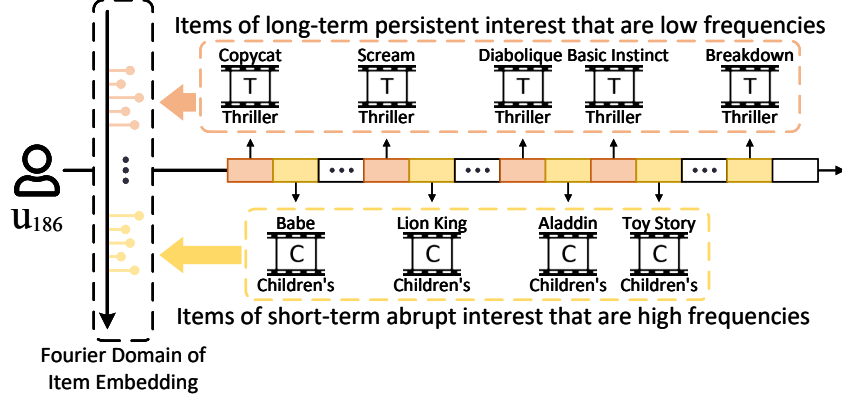 Items of long-term persistent interest that are low frequencies
Copycat Scream Diabolique Basic Instinct Breakdown
T T T T T
Thriller Thriller Thriller Thriller Thriller
u186
Babe Lion King Aladdin Toy Story
C C C C
Children's Children's Children's Children's
Items of short-term abrupt interest that are high frequencies
Fourier Domain of
Item Embedding